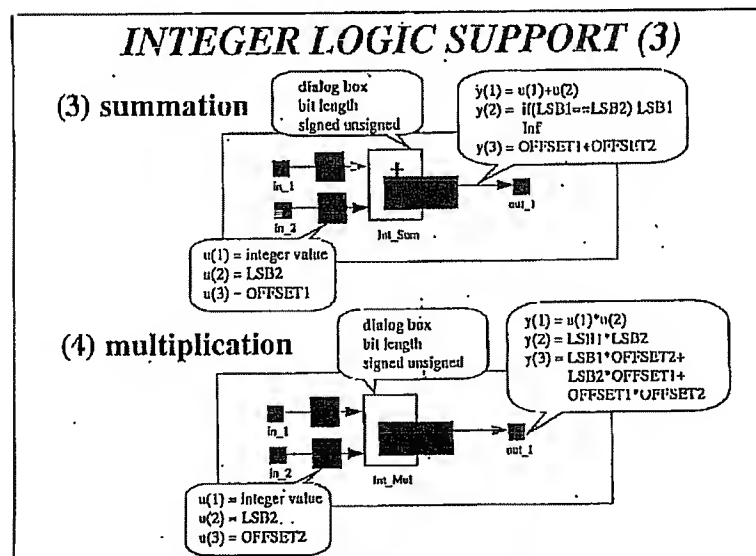 INTEGER LOGIC SUPPORT (3)
(3) summation
dialog box
bit length
signed unsigned
y(1) = u(1)+u(2)
y(2) = if(LSB1==LSB2) LSB1
Inf
y(3) = OFFSET1+OFFSET2
+
in_1
in_2
Int_Sum
out_1
u(1) = integer value
u(2) = LSB2
u(3) = OFFSET1
(4) multiplication
dialog box
bit length
signed unsigned
y(1) = u(1)*u(2)
y(2) = LSB1*LSB2
y(3) = LSB1*OFFSET2+
LSB2*OFFSET1+
OFFSET1*OFFSET2
in_1
in_2
Int_Mul
out_1
u(1) = integer value
u(2) = LSB2
u(3) = OFFSET2